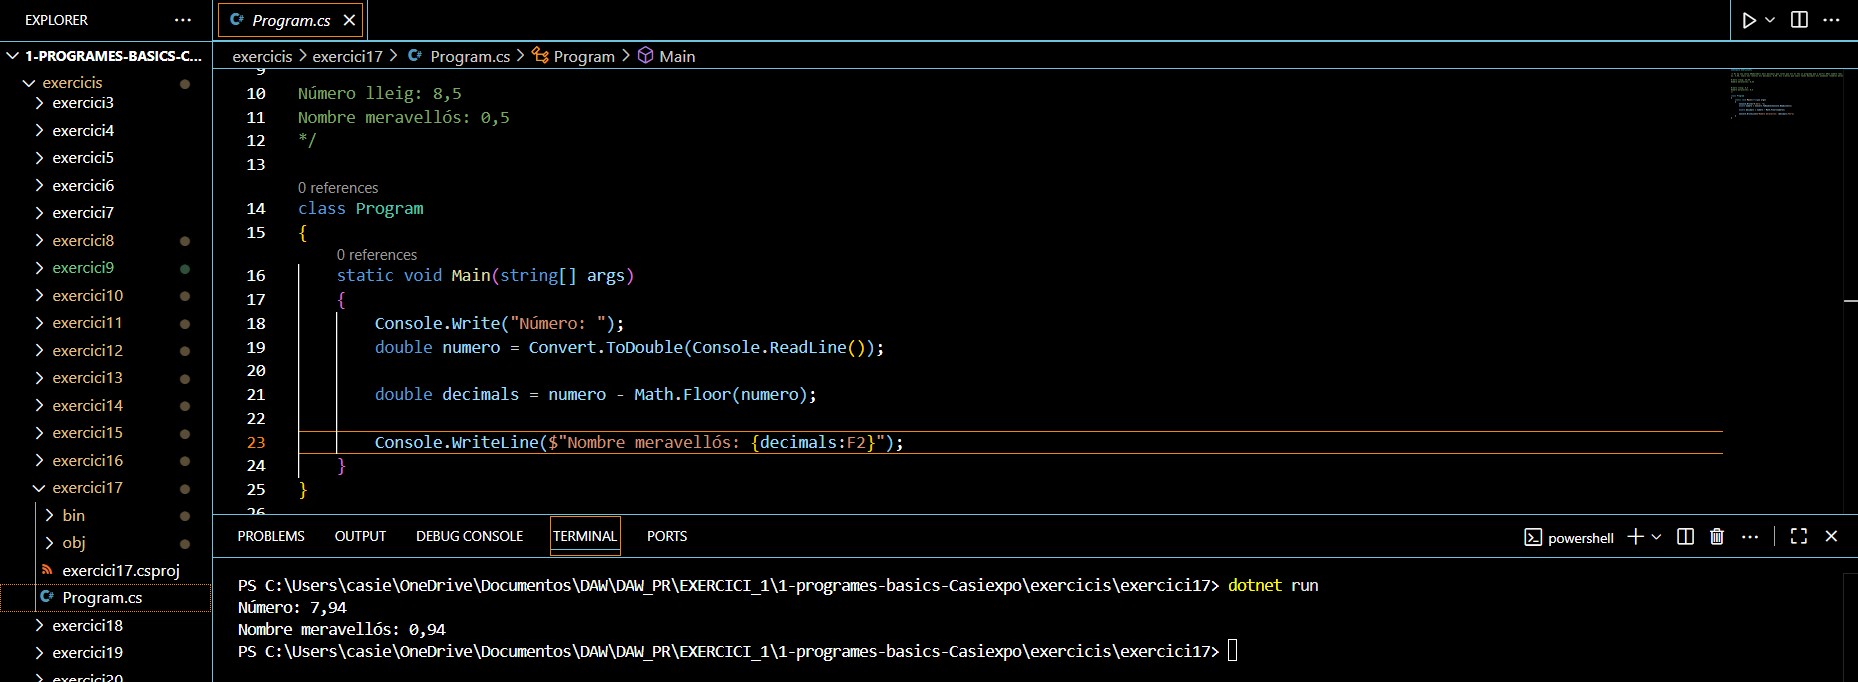 EXPLORER
1-PROGRAMES-BASICS-C...
exercicis
exercici3
exercici4
exercici5
exercici6
exercici7
exercici8
exercici9
exercici10
exercici11
exercici12
exercici13
exercici14
exercici15
exercici16
exercici17
bin
obj
exercici17.csproj
C# Program.cs
exercici18
exercici19
exercici20
C# Program.cs
exercicis > exercici17 > C# Program.cs > Program > Main
9
10 Número lleig: 8,5
11 Nombre meravellós: 0,5
12 */
13
0 references
14 class Program
15 {
0 references
16 static void Main(string[] args)
17 {
18 Console.Write("Número: ");
19 double numero = Convert.ToDouble(Console.ReadLine());
20
21 double decimals = numero - Math.Floor(numero);
22
23 Console.WriteLine($"Nombre meravellós: {decimals:F2}");
24 }
25 }
26
PROBLEMS OUTPUT DEBUG CONSOLE TERMINAL PORTS
powershell
PS C:\Users\casie\OneDrive\Documentos\DAW\DAW_PR\EXERCICI_1\1-programes-basics-Casiexpo\exercicis\exercici17> dotnet run
Número: 7,94
Nombre meravellós: 0,94
PS C:\Users\casie\OneDrive\Documentos\DAW\DAW_PR\EXERCICI_1\1-programes-basics-Casiexpo\exercicis\exercici17>